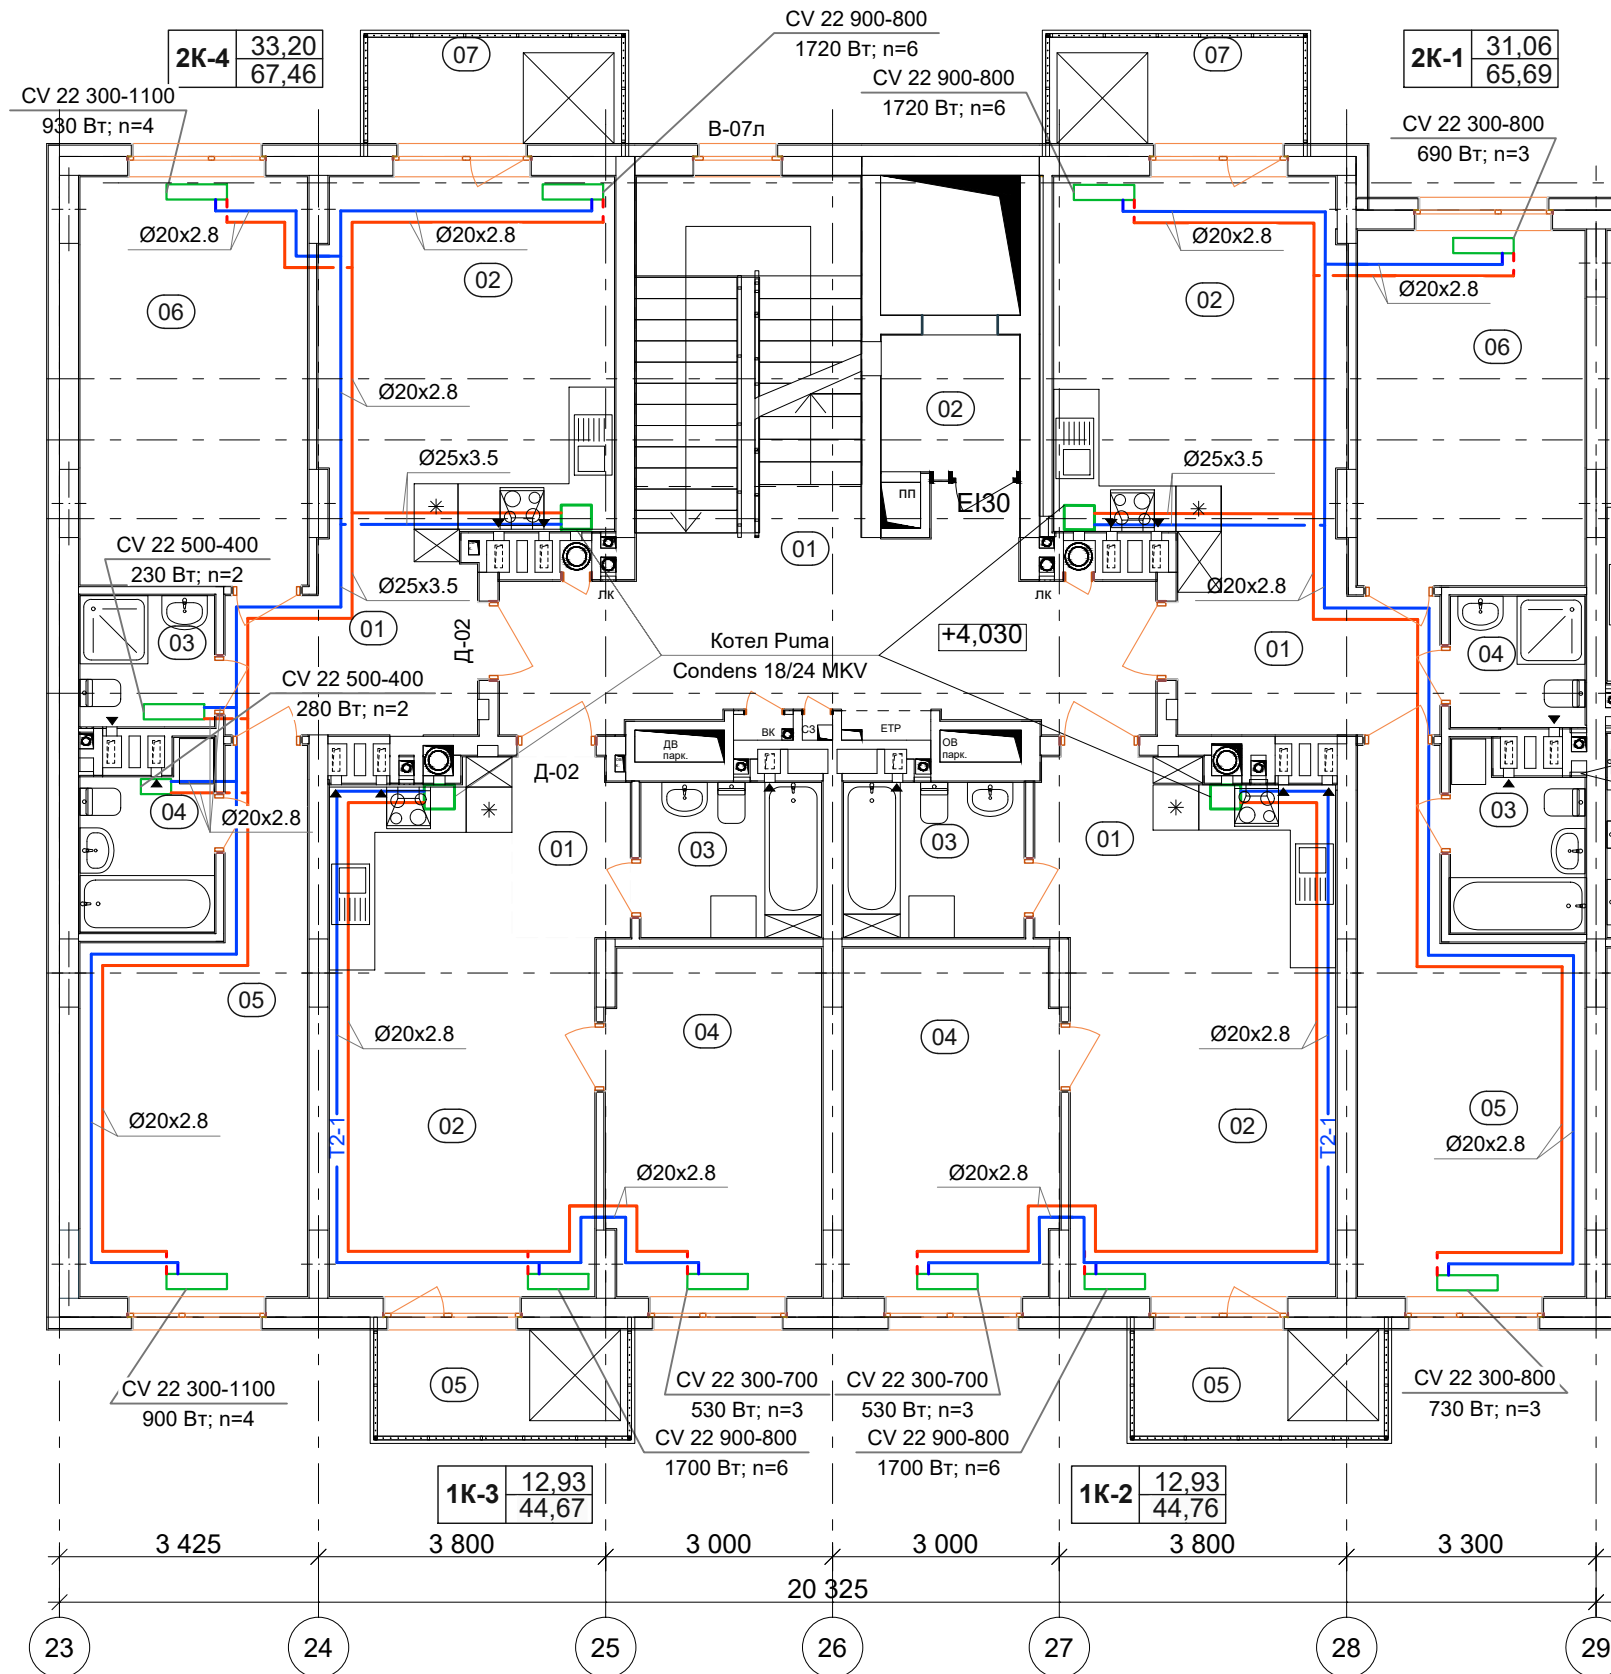 CV 22 900-800
1720 Вт; n=6
2К-4
33,20
67,46
07
07
2К-1
31,06
65,69
CV 22 900-800
1720 Вт; n=6
CV 22 300-1100
930 Вт; n=4
В-07л
CV 22 300-800
690 Вт; n=3
Ø20x2.8
Ø20x2.8
Ø20x2.8
Ø20x2.8
02
02
06
06
Ø20x2.8
02
Ø25x3.5
Ø25x3.5
пп
EI30
CV 22 500-400
230 Вт; n=2
01
Ø25x3.5
Ø20x2.8
лк
лк
03
01
Д-02
Котел Puma
Condens 18/24 MKV
+4,030
01
04
CV 22 500-400
280 Вт; n=2
ВК
СЗ
ЕТР
ДВ
парк.
ОВ
парк.
Д-02
04
Ø20x2.8
01
03
03
01
03
05
Ø20x2.8
04
04
Ø20x2.8
Ø20x2.8
02
02
05
Т2-1
Т2-1
Ø20x2.8
Ø20x2.8
Ø20x2.8
CV 22 300-1100
900 Вт; n=4
05
CV 22 300-700
530 Вт; n=3
CV 22 300-700
530 Вт; n=3
05
CV 22 300-800
730 Вт; n=3
CV 22 900-800
1700 Вт; n=6
CV 22 900-800
1700 Вт; n=6
1К-3
12,93
44,67
1К-2
12,93
44,76
3 425
3 800
3 000
3 000
3 800
3 300
20 325
23
24
25
26
27
28
29